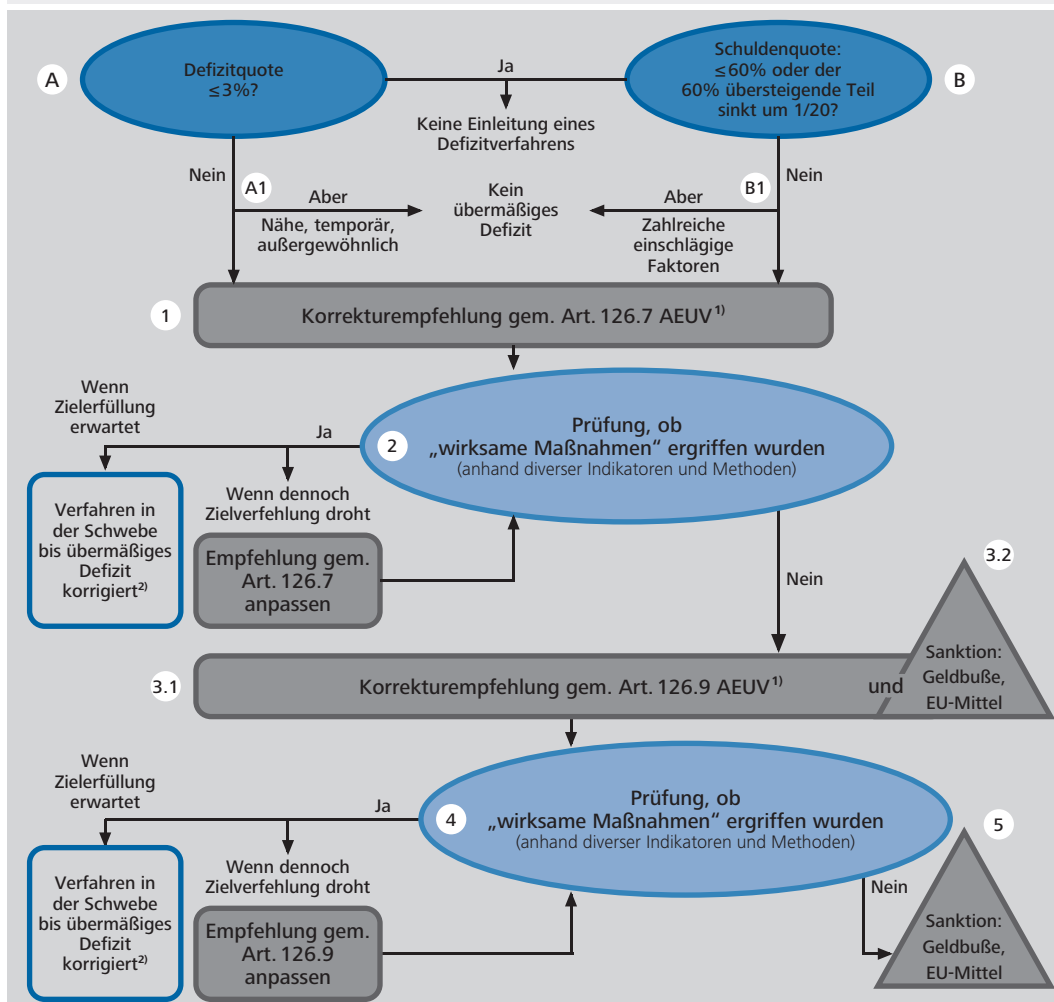 A
Defizitquote
≤3%?
Ja
Schuldenquote:
≤60% oder der
60% übersteigende Teil
sinkt um 1/20?
B
Keine Einleitung eines
Defizitverfahrens
Nein
A1
Aber
Nähe, temporär,
außergewöhnlich
Kein
übermäßiges
Defizit
B1
Nein
Aber
Zahlreiche
einschlägige
Faktoren
1
Korrekturempfehlung gem. Art. 126.7 AEUV¹⁾
Wenn
Zielerfüllung
erwartet
Ja
2
Prüfung, ob
„wirksame Maßnahmen“ ergriffen wurden
(anhand diverser Indikatoren und Methoden)
Verfahren in
der Schwebe
bis übermäßiges
Defizit
korrigiert²⁾
Wenn dennoch
Zielverfehlung droht
Empfehlung gem.
Art. 126.7
anpassen
Nein
3.2
Sanktion:
Geldbuße,
EU-Mittel
3.1
Korrekturempfehlung gem. Art. 126.9 AEUV¹⁾
und
Wenn
Zielerfüllung
erwartet
Ja
4
Prüfung, ob
„wirksame Maßnahmen“ ergriffen wurden
(anhand diverser Indikatoren und Methoden)
5
Verfahren in
der Schwebe
bis übermäßiges
Defizit
korrigiert²⁾
Wenn dennoch
Zielverfehlung droht
Empfehlung gem.
Art. 126.9
anpassen
Nein
Sanktion:
Geldbuße,
EU-Mittel